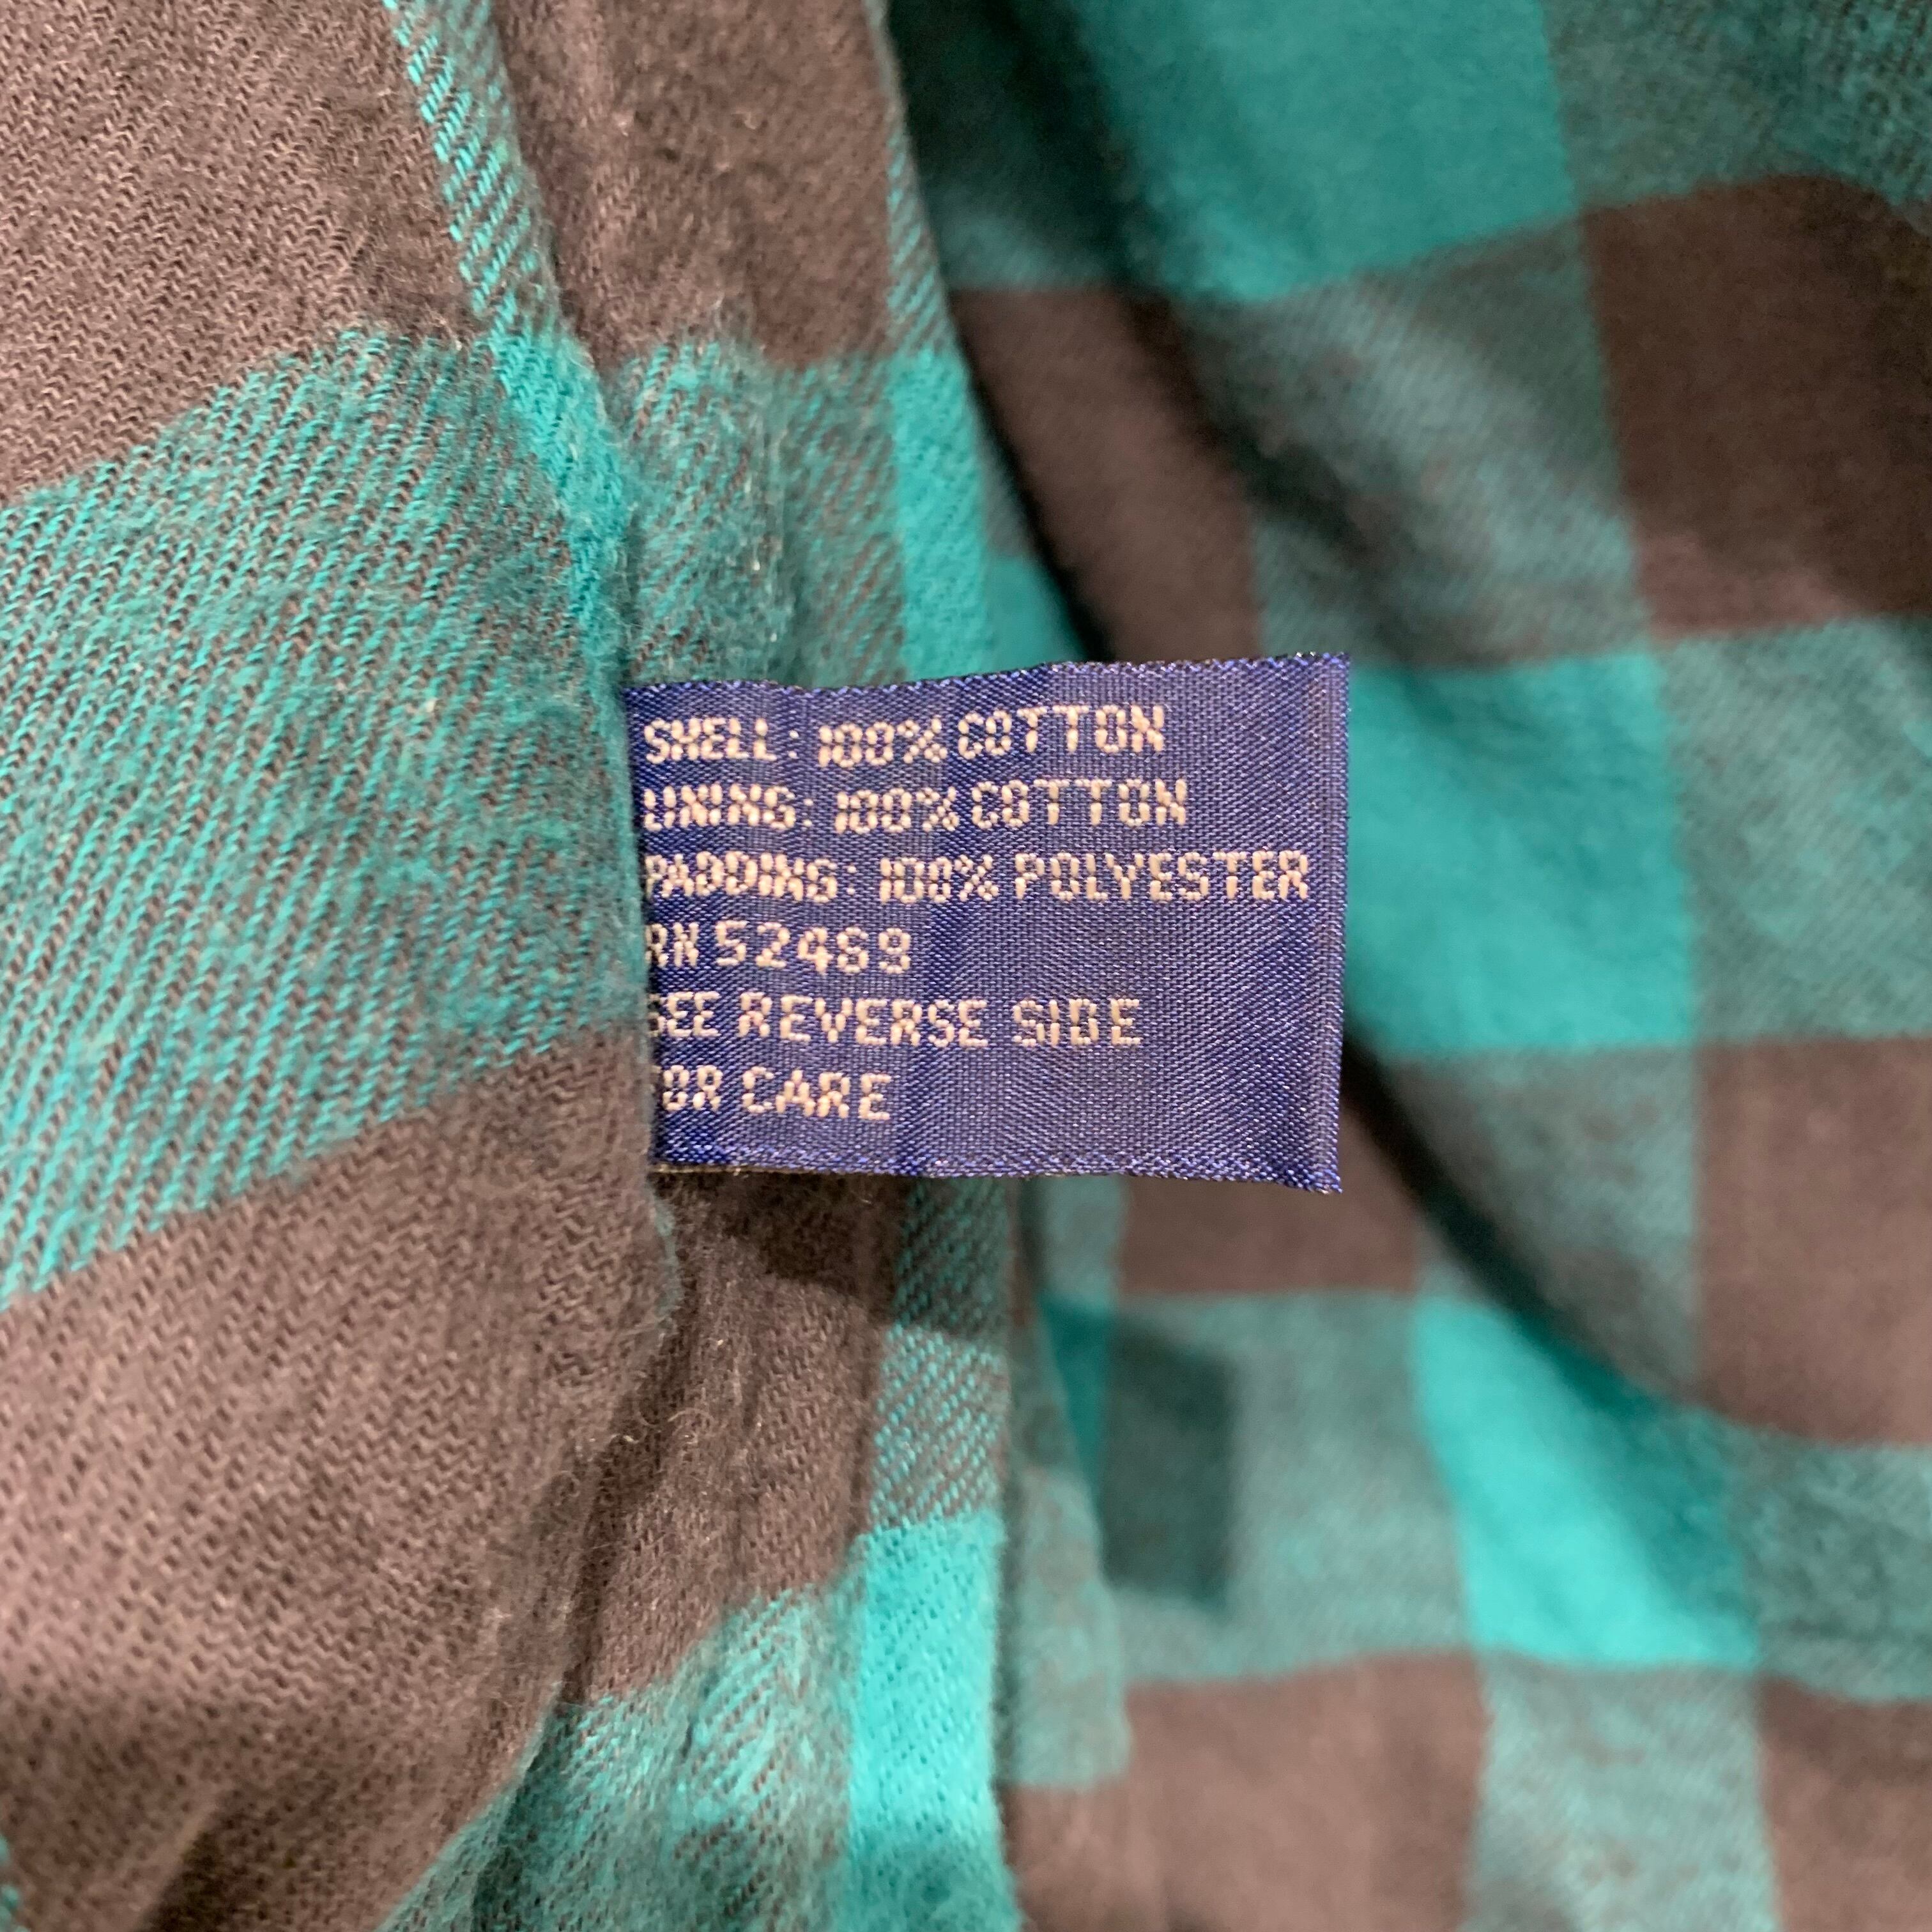 SHELL: 100% COTTON
LINING: 100% COTTON
PADDING: 100% POLYESTER
RN 52469
SEE REVERSE SIDE
FOR CARE